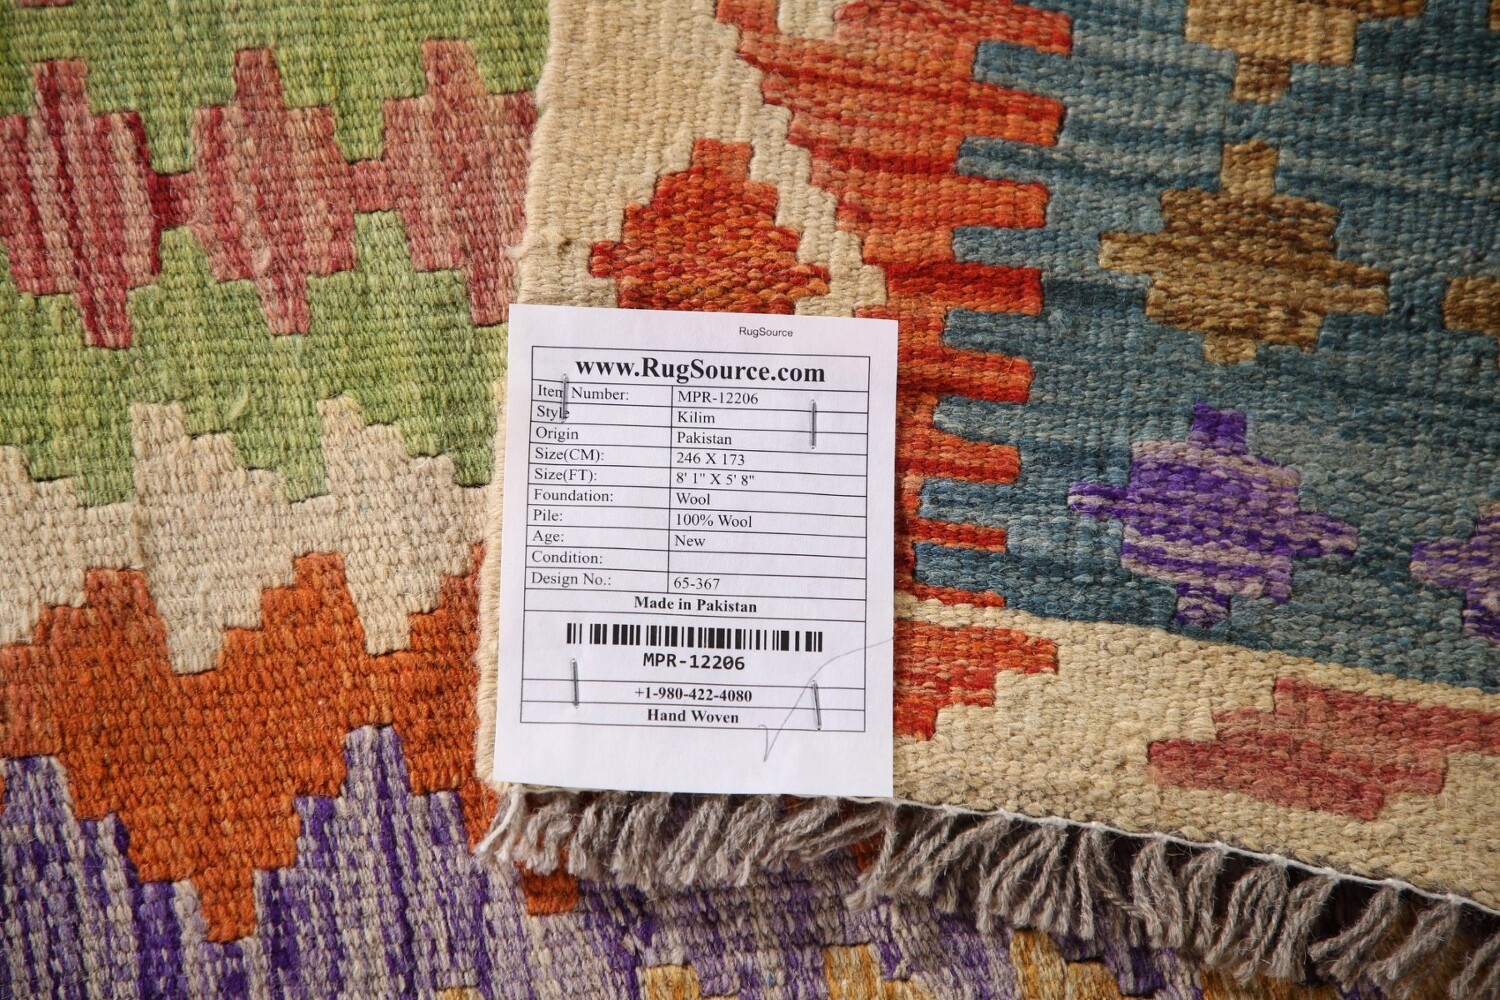 RugSource
www.RugSource.com
Item Number: MPR-12206
Style Kilim
Origin Pakistan
Size(CM): 246 X 173
Size(FT): 8' 1" X 5' 8"
Foundation: Wool
Pile: 100% Wool
Age: New
Condition:
Design No.: 65-367
Made in Pakistan
MPR-12206
+1-980-422-4080
Hand Woven